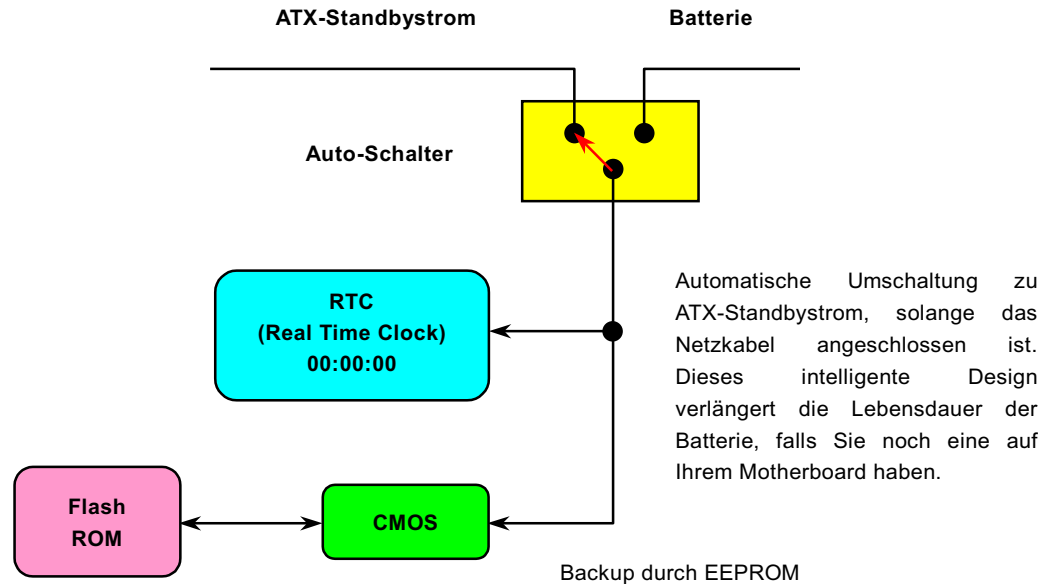 ATX-Standbystrom
Batterie
Auto-Schalter
RTC
(Real Time Clock)
00:00:00
Automatische Umschaltung zu
ATX-Standbystrom, solange das
Netzkabel angeschlossen ist.
Dieses intelligente Design
verlängert die Lebensdauer der
Batterie, falls Sie noch eine auf
Ihrem Motherboard haben.
Flash
ROM
CMOS
Backup durch EEPROM